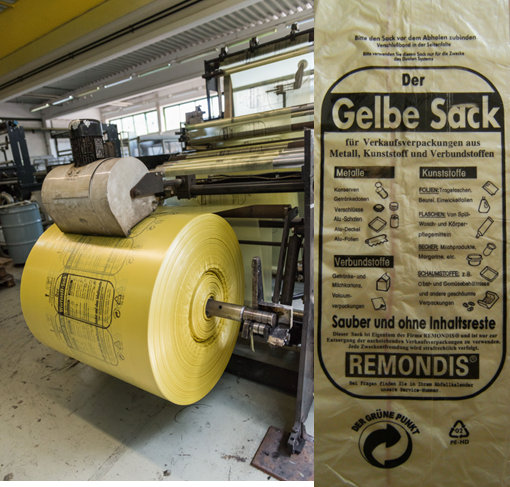 Bitte den Sack vor dem Abholen zubinden
Verschlußband in der Seitenfalte
Bitte verwenden Sie diesen Sack nur für die Zwecke
des Dualen Systems
Der
Gelbe Sack
für Verkaufsverpackungen aus
Metall, Kunststoff und Verbundstoffen
Metalle
Konserven
Getränkedosen
Verschlüsse
Alu-Schalen
Alu-Deckel
Alu-Folien
Verbundstoffe
Getränke- und
Milchkartons,
Vakuum-
verpackungen
Kunststoffe
FOLIEN: Tragetaschen,
Beutel, Einwickelfolien
FLASCHEN: Von Spül-
Wasch- und Körper-
pflegemitteln
BECHER: Milchprodukte,
Margarine, etc.
SCHAUMSTOFFE: z.B.
Obst- und Gemüsebehältnisse
und andere geschäumte
Verpackungen
Sauber und ohne Inhaltsreste
Dieser Sack ist Eigentum der Firma REMONDIS® und ist nur zur
Entsorgung der nachstehenden Verkaufsverpackungen zu verwenden.
Jede Zweckentfremdung wird strafrechtlich verfolgt.
REMONDIS®
Bei Fragen finden Sie in Ihrem Abfallkalender
unsere Service-Nummer.
DER GRÜNE PUNKT
PE-HD